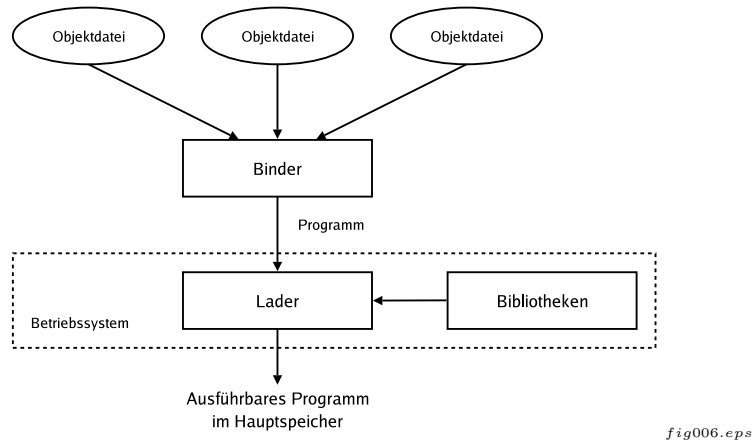 Objektdatei
Objektdatei
Objektdatei
Binder
Programm
Lader
Bibliotheken
Betriebssystem
Ausführbares Programm
im Hauptspeicher
fig006.eps